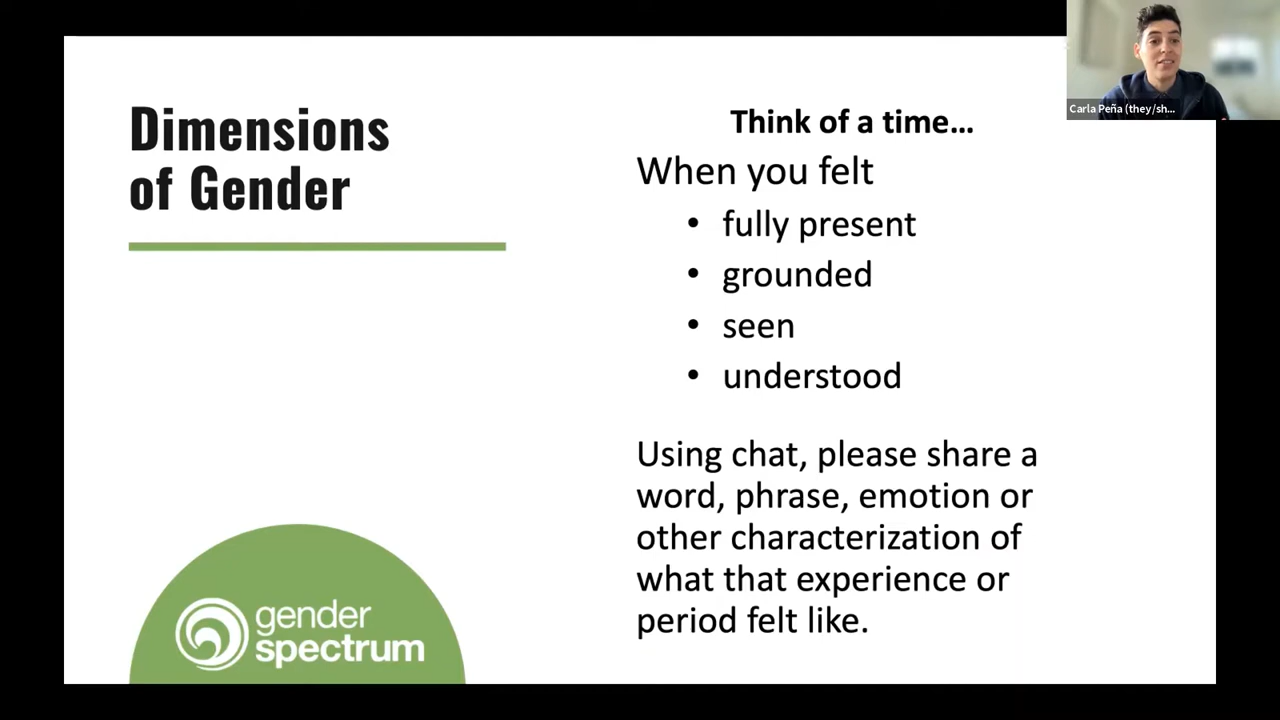 Dimensions
of Gender
Think of a time...
When you felt
• fully present
• grounded
• seen
• understood
Using chat, please share a
word, phrase, emotion or
other characterization of
what that experience or
period felt like.
gender
spectrum
Carla Peña (they/sh...